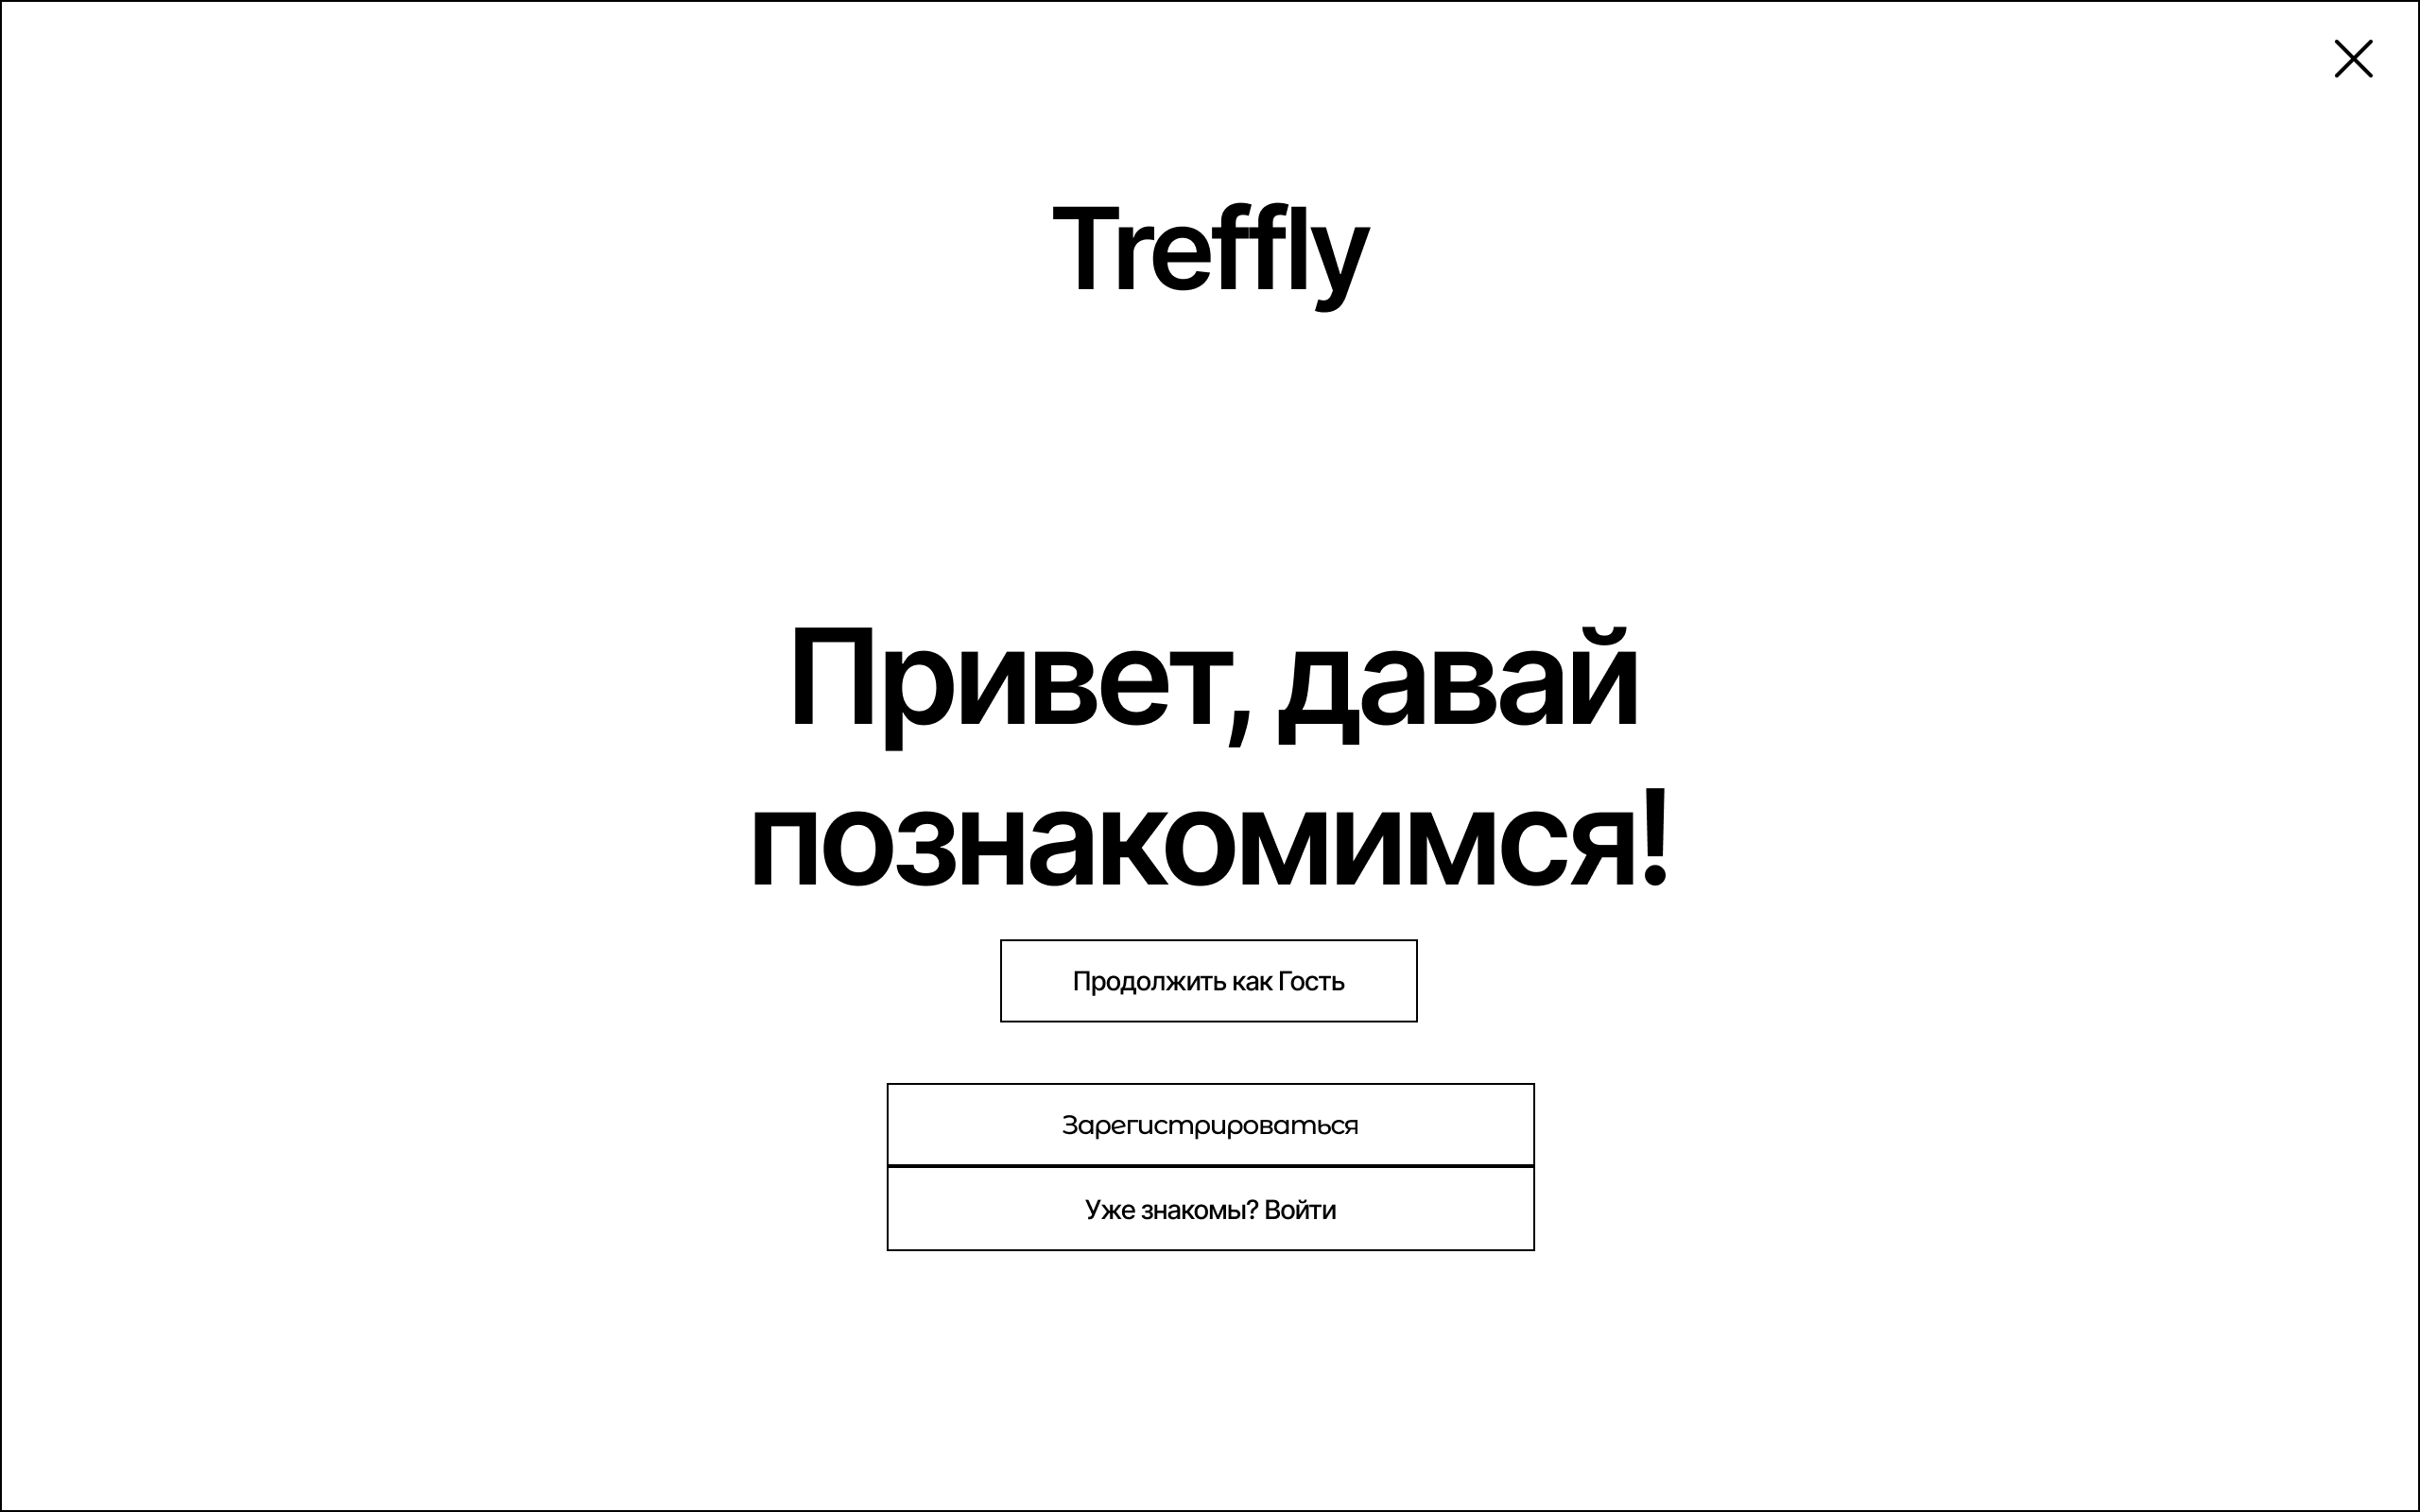 Treffly
Привет, давай
познакомимся!
Продолжить как Гость
Зарегистрироваться
Уже знакомы? Войти